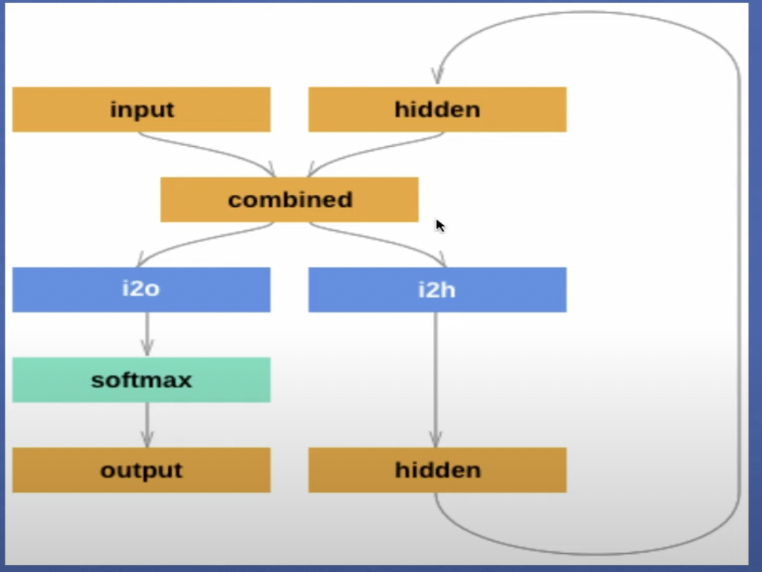 input
hidden
combined
i2o
i2h
softmax
output
hidden